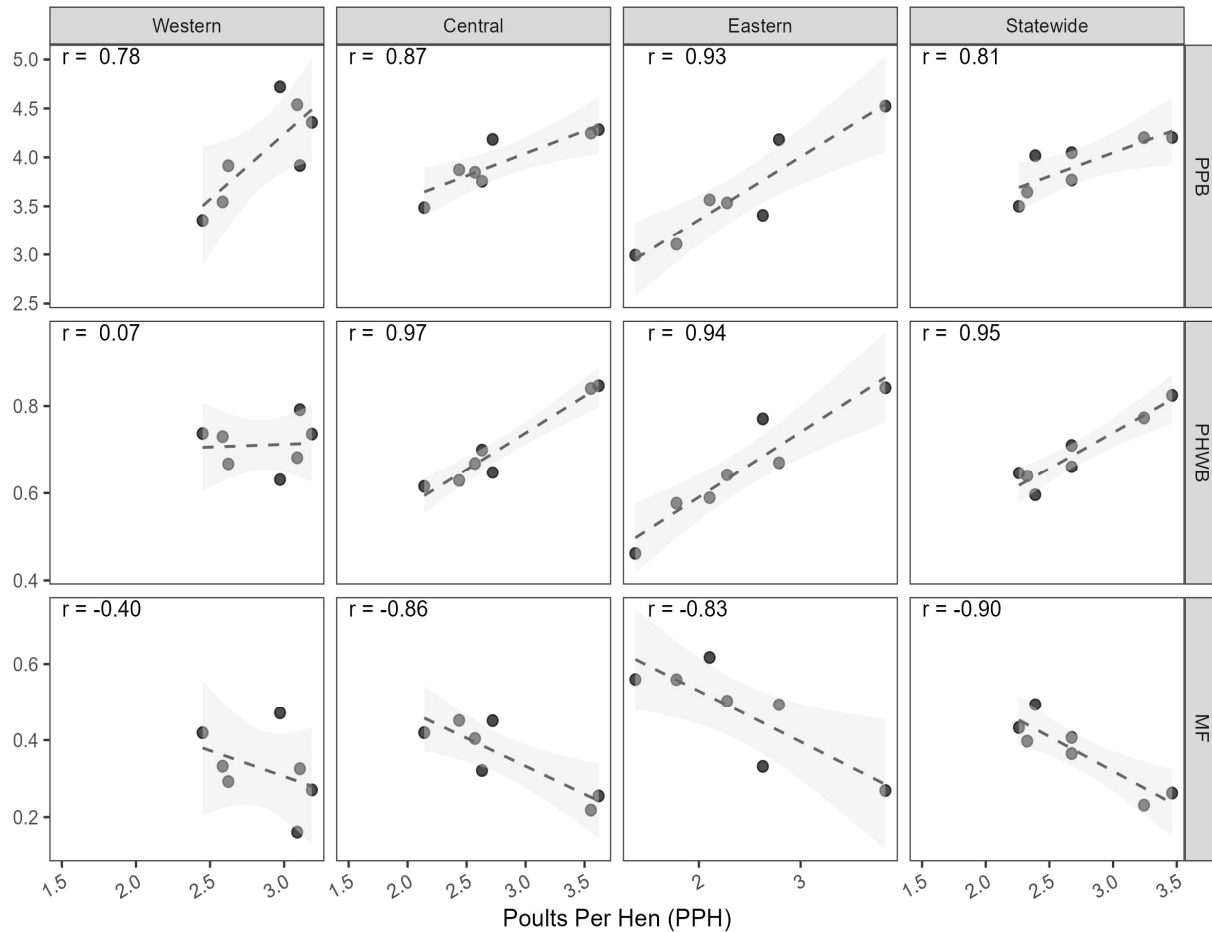 Western Central Eastern Statewide
r = 0.78 r = 0.87 r = 0.93 r = 0.81
5.0
4.5
4.0
3.5
3.0
2.5
PPB
r = 0.07 r = 0.97 r = 0.94 r = 0.95
0.8
0.6
0.4
PHWB
r = -0.40 r = -0.86 r = -0.83 r = -0.90
0.6
0.4
0.2
MF
1.5 2.0 2.5 3.0 1.5 2.0 2.5 3.0 3.5 2 3 1.5 2.0 2.5 3.0 3.5
Poults Per Hen (PPH)